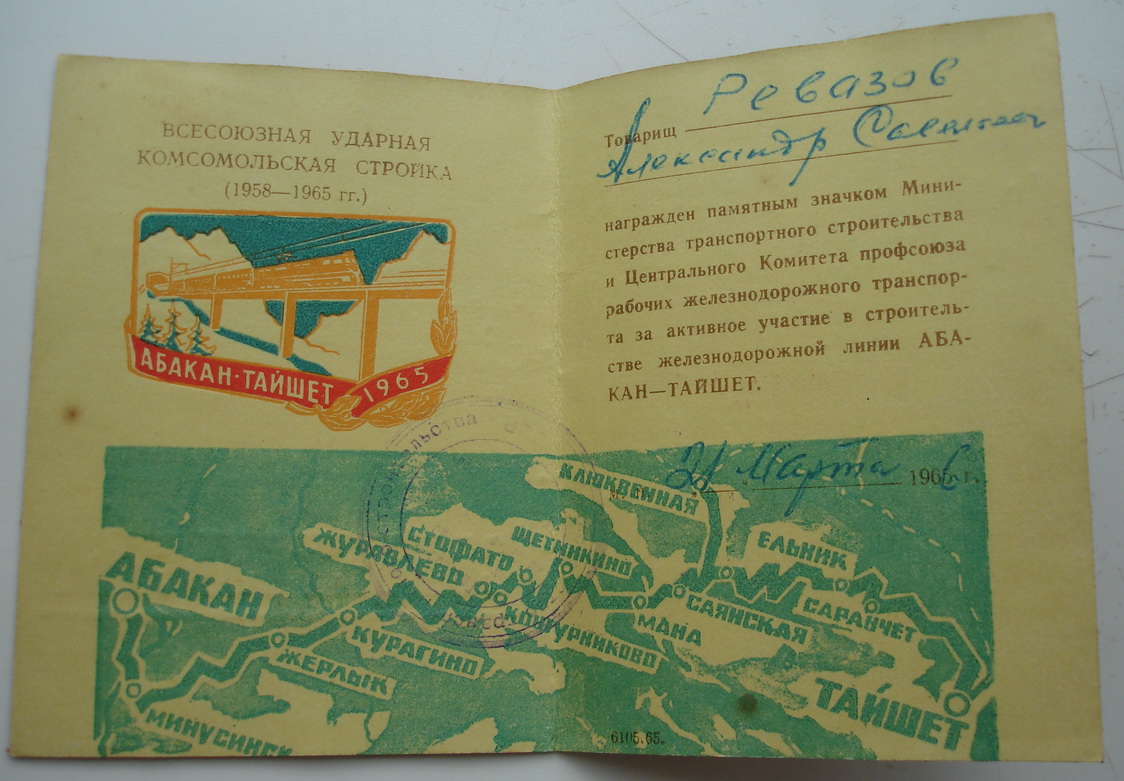 ВСЕСОЮЗНАЯ УДАРНАЯ
КОМСОМОЛЬСКАЯ СТРОЙКА
(1958—1965 гг.)
АБАКАН-ТАЙШЕТ 1965
Товарищ Ревазов
Александр
награжден памятным значком Мини-
стерства транспортного строительства
и Центрального Комитета профсоюза
рабочих железнодорожного транспор-
та за активное участие в строитель-
стве железнодорожной линии АБА-
КАН—ТАЙШЕТ.
21 Марта 1966 г.
КЛЮКВЕННАЯ
ЩЕТИНКИНО
СТОФАТО
ЖУРАВЛЕВО
ЕЛЬНИК
АБАКАН
САРАНЧЕТ
САЯНСКАЯ
МАНА
КОШУРНИКОВО
КУРАГИНО
ЖЕРЛЫК
ТАЙШЕТ
МИНУСИНСК
6105.65.